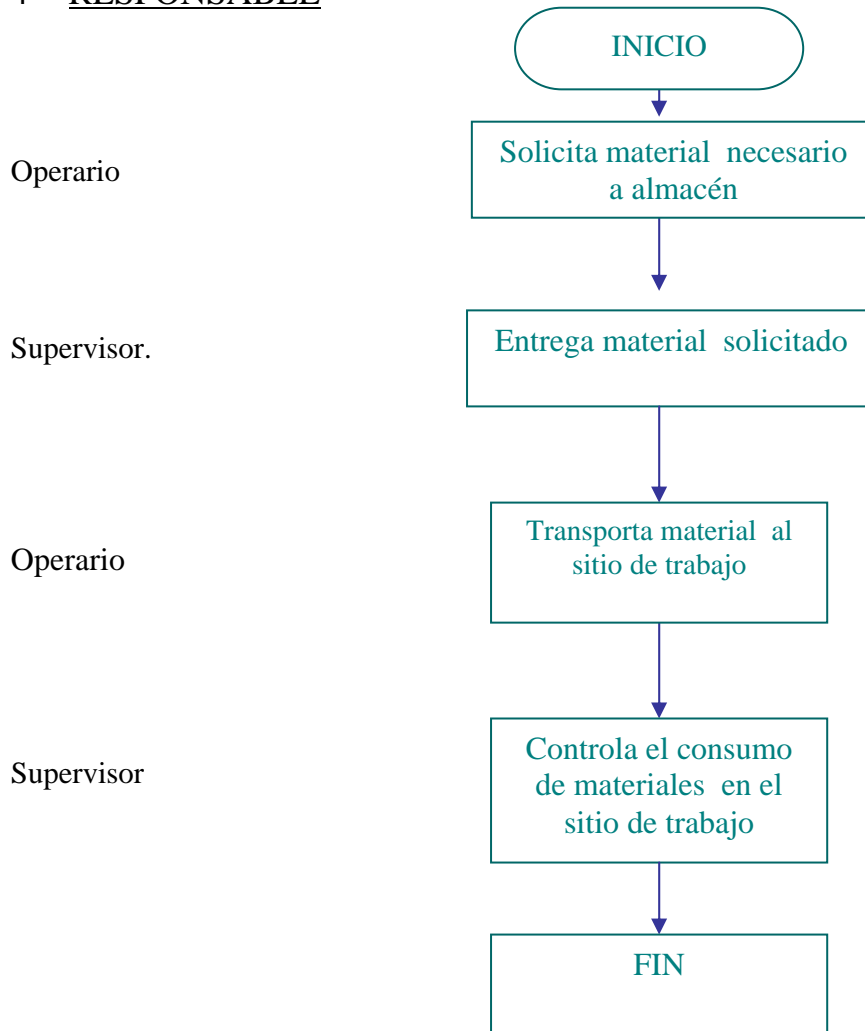 RESPONSABLE
INICIO
Operario
Solicita material necesario
a almacén
Supervisor.
Entrega material solicitado
Operario
Transporta material al
sitio de trabajo
Supervisor
Controla el consumo
de materiales en el
sitio de trabajo
FIN